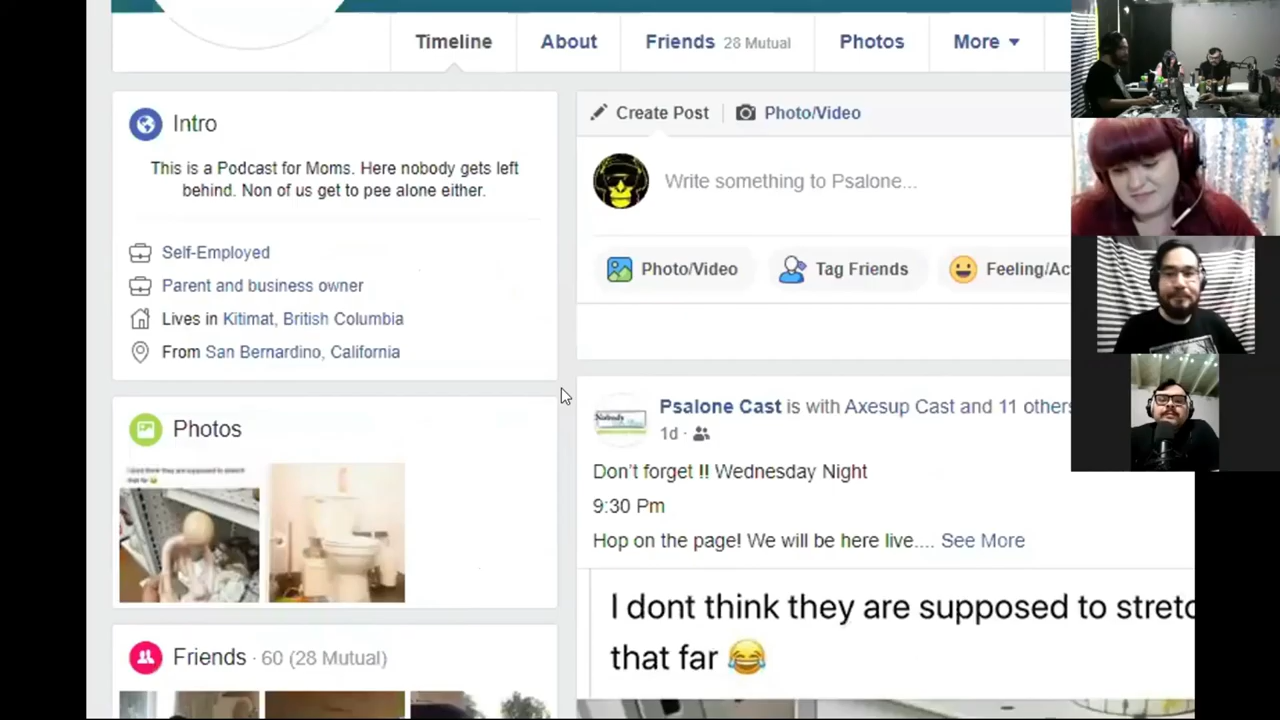 Timeline
About
Friends 28 Mutual
Photos
More
Intro
This is a Podcast for Moms. Here nobody gets left
behind. Non of us get to pee alone either.
Self-Employed
Parent and business owner
Lives in Kitimat, British Columbia
From San Bernardino, California
Photos
Friends · 60 (28 Mutual)
Create Post
Photo/Video
Write something to Psalone...
Photo/Video
Tag Friends
Feeling/Ac
Psalone Cast is with Axesup Cast and 11 others
1d ·
Don't forget !! Wednesday Night
9:30 Pm
Hop on the page! We will be here live.... See More
I dont think they are supposed to stretc
that far 😂